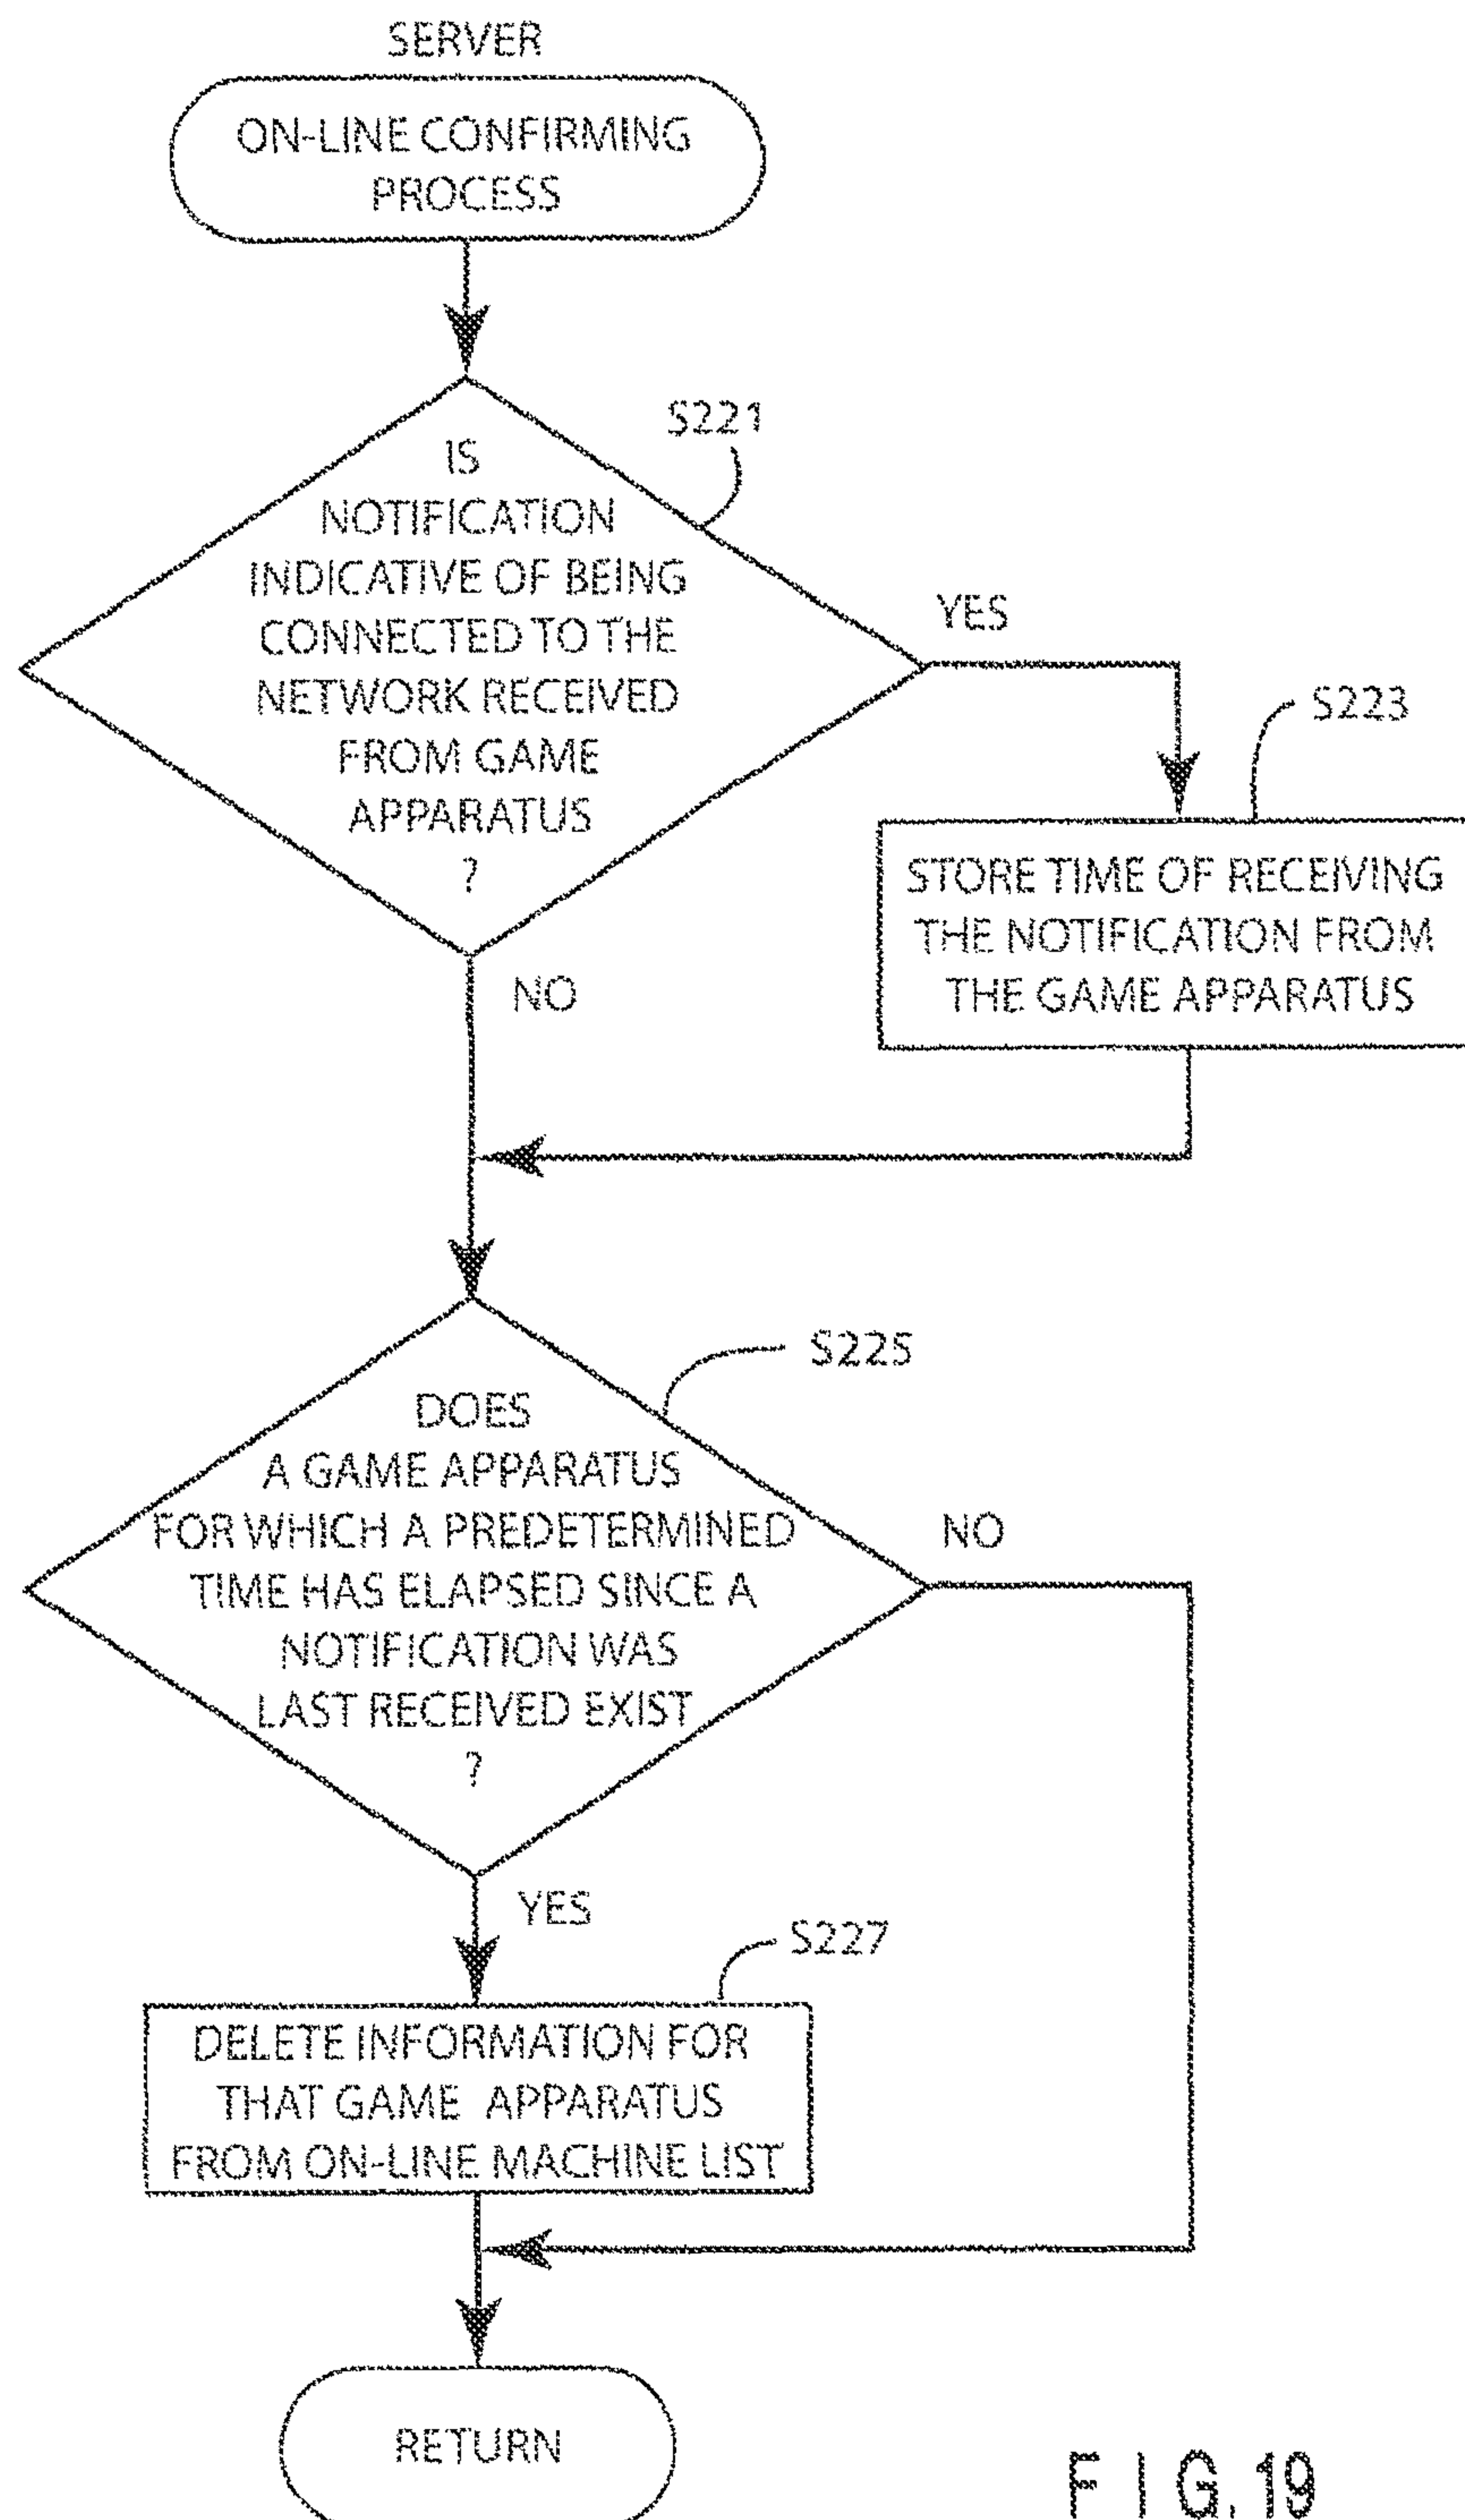 SERVER
ON-LINE CONFIRMING
PROCESS
S221
IS
NOTIFICATION
INDICATIVE OF BEING
CONNECTED TO THE
NETWORK RECEIVED
FROM GAME
APPARATUS
?
YES
NO
S223
STORE TIME OF RECEIVING
THE NOTIFICATION FROM
THE GAME APPARATUS
S225
DOES
A GAME APPARATUS
FOR WHICH A PREDETERMINED
TIME HAS ELAPSED SINCE A
NOTIFICATION WAS
LAST RECEIVED EXIST
?
NO
YES
S227
DELETE INFORMATION FOR
THAT GAME APPARATUS
FROM ON-LINE MACHINE LIST
RETURN
FIG. 19